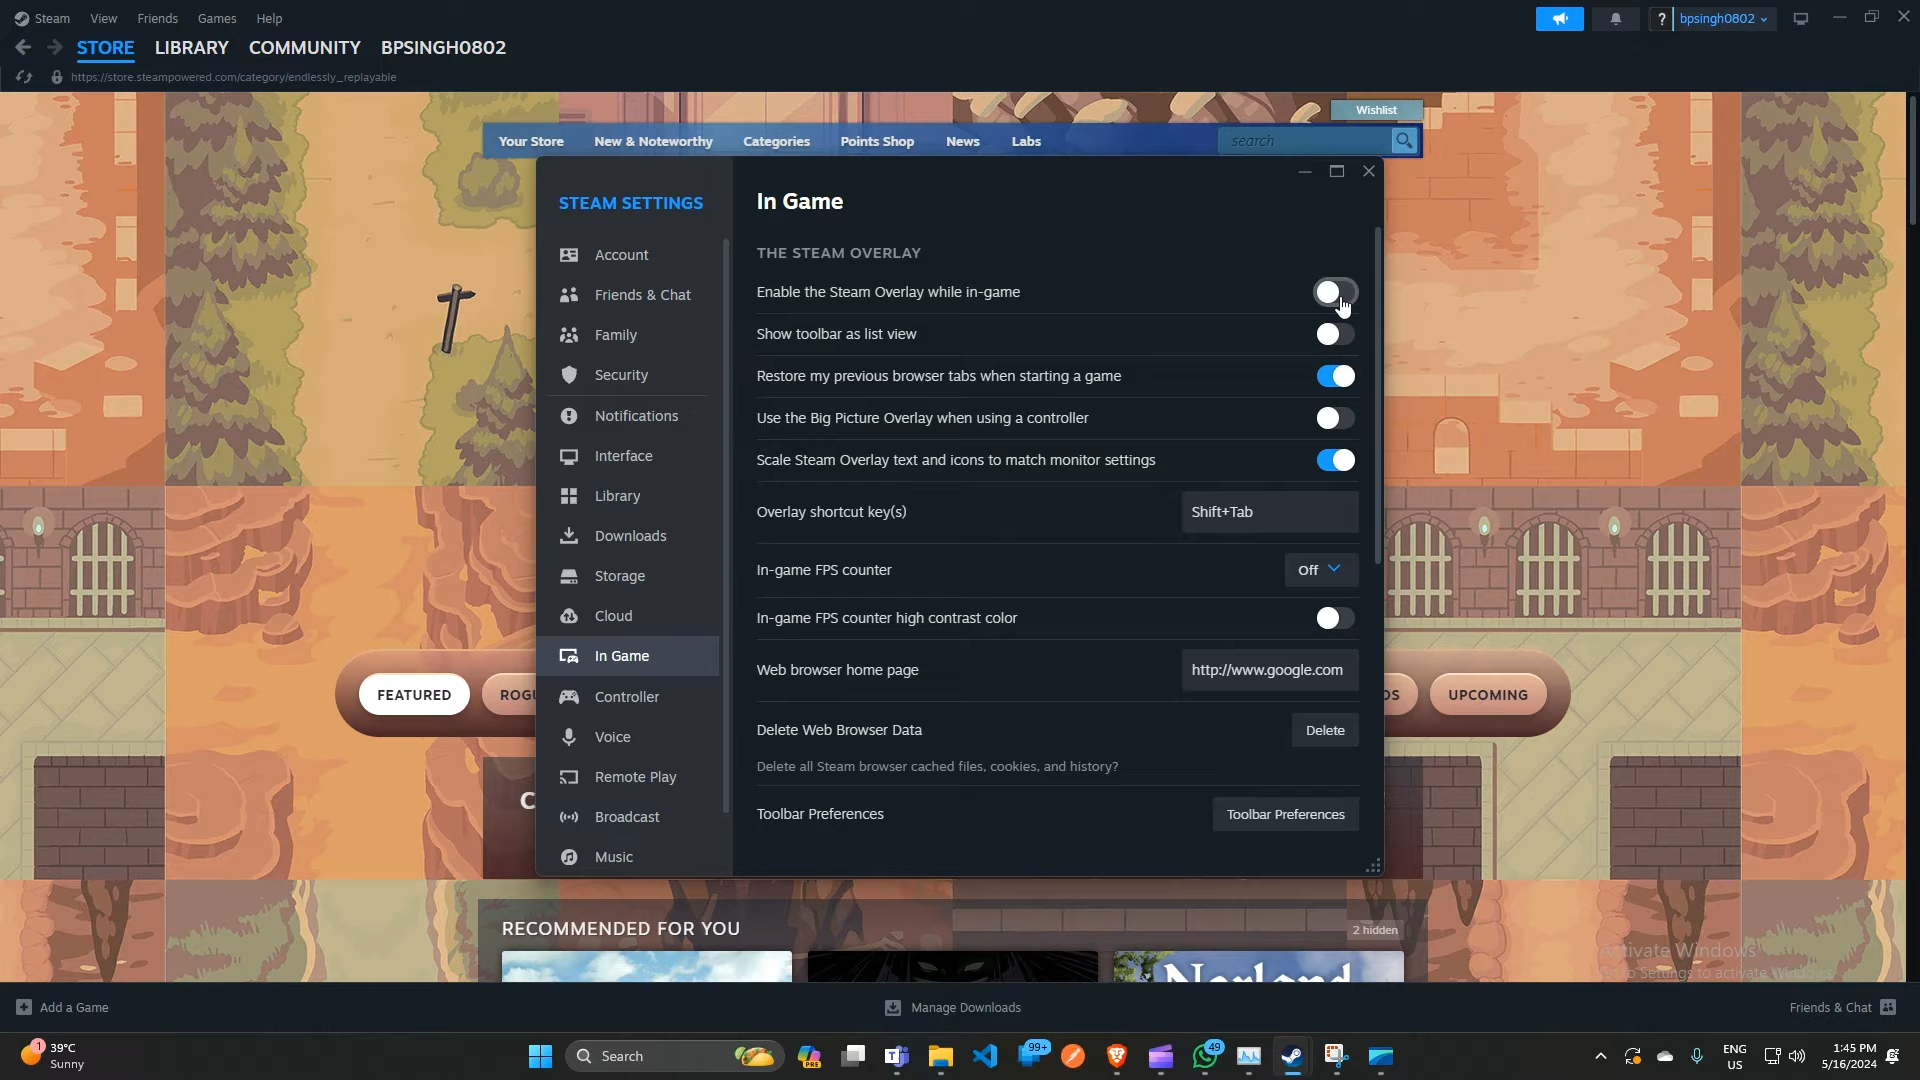 Steam View Friends Games Help
? bpsingh0802
STORE LIBRARY COMMUNITY BPSINGH0802
https://store.steampowered.com/category/endlessly_replayable
Wishlist
Your Store New & Noteworthy Categories Points Shop News Labs search
STEAM SETTINGS
Account
Friends & Chat
Family
Security
Notifications
Interface
Library
Downloads
Storage
Cloud
In Game
Controller
Voice
Remote Play
Broadcast
Music
In Game
THE STEAM OVERLAY
Enable the Steam Overlay while in-game
Show toolbar as list view
Restore my previous browser tabs when starting a game
Use the Big Picture Overlay when using a controller
Scale Steam Overlay text and icons to match monitor settings
Overlay shortcut key(s) Shift+Tab
In-game FPS counter Off
In-game FPS counter high contrast color
Web browser home page http://www.google.com
Delete Web Browser Data Delete
Delete all Steam browser cached files, cookies, and history?
Toolbar Preferences Toolbar Preferences
FEATURED
UPCOMING
RECOMMENDED FOR YOU
2 hidden
Norland
Activate Windows
Go to Settings to activate Windows.
Add a Game Manage Downloads Friends & Chat
1 39°C
Sunny
Search
PRE
99+
49
ENG
US
1:45 PM
5/16/2024